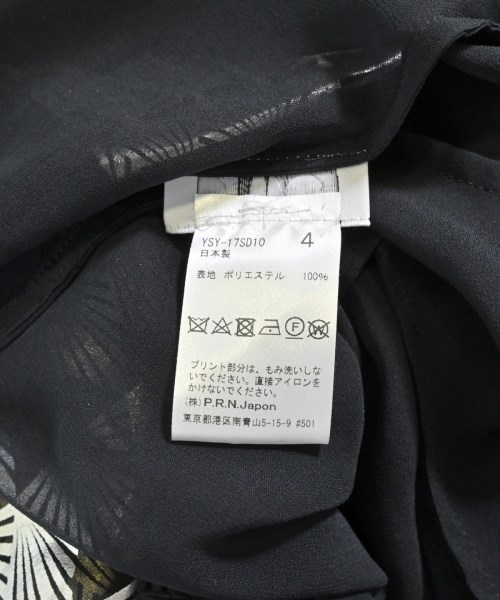 YSY-17SD10 4
日本製
表地 ポリエステル 100%
プリント部分は、もみ洗いしな
いでください。直接アイロンを
かけないでください。
(株) P.R.N.Japon
東京都港区南青山5-15-9 #501